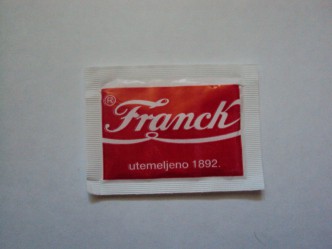 ® Franck
utemeljeno 1892.